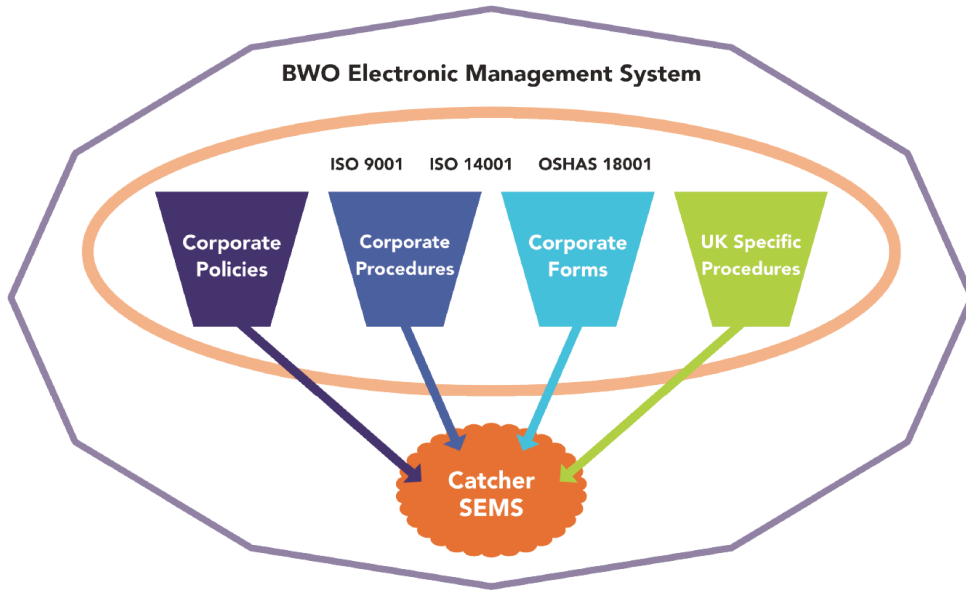 BWO Electronic Management System
ISO 9001 ISO 14001 OSHAS 18001
Corporate
Policies
Corporate
Procedures
Corporate
Forms
UK Specific
Procedures
Catcher
SEMS